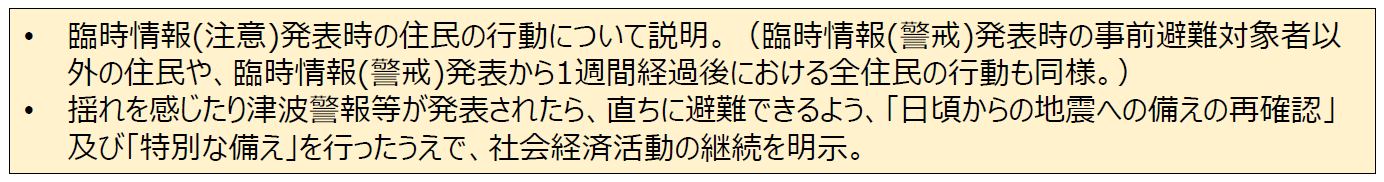 • 臨時情報(注意)発表時の住民の行動について説明。（臨時情報(警戒)発表時の事前避難対象者以
外の住民や、臨時情報(警戒)発表から1週間経過後における全住民の行動も同様。）
• 揺れを感じたり津波警報等が発表されたら、直ちに避難できるよう、「日頃からの地震への備えの再確認」
及び「特別な備え」を行ったうえで、社会経済活動の継続を明示。